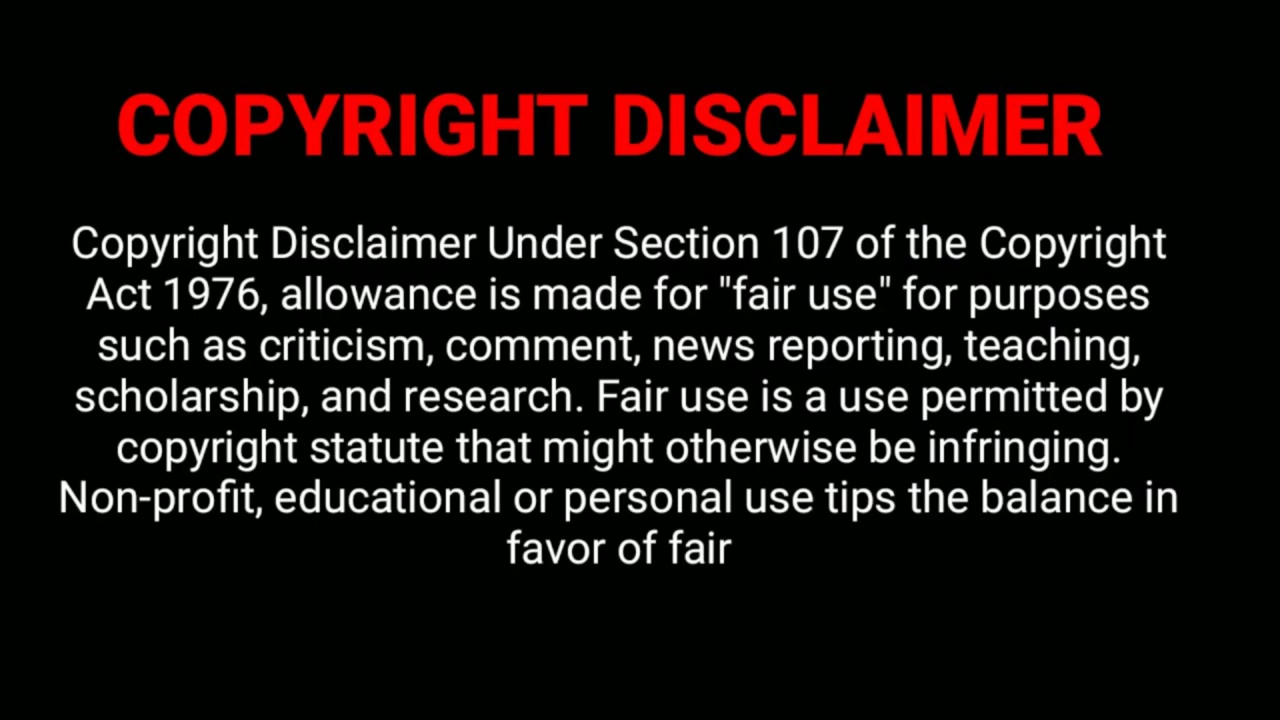 COPYRIGHT DISCLAIMER
Copyright Disclaimer Under Section 107 of the Copyright
Act 1976, allowance is made for "fair use" for purposes
such as criticism, comment, news reporting, teaching,
scholarship, and research. Fair use is a use permitted by
copyright statute that might otherwise be infringing.
Non-profit, educational or personal use tips the balance in
favor of fair